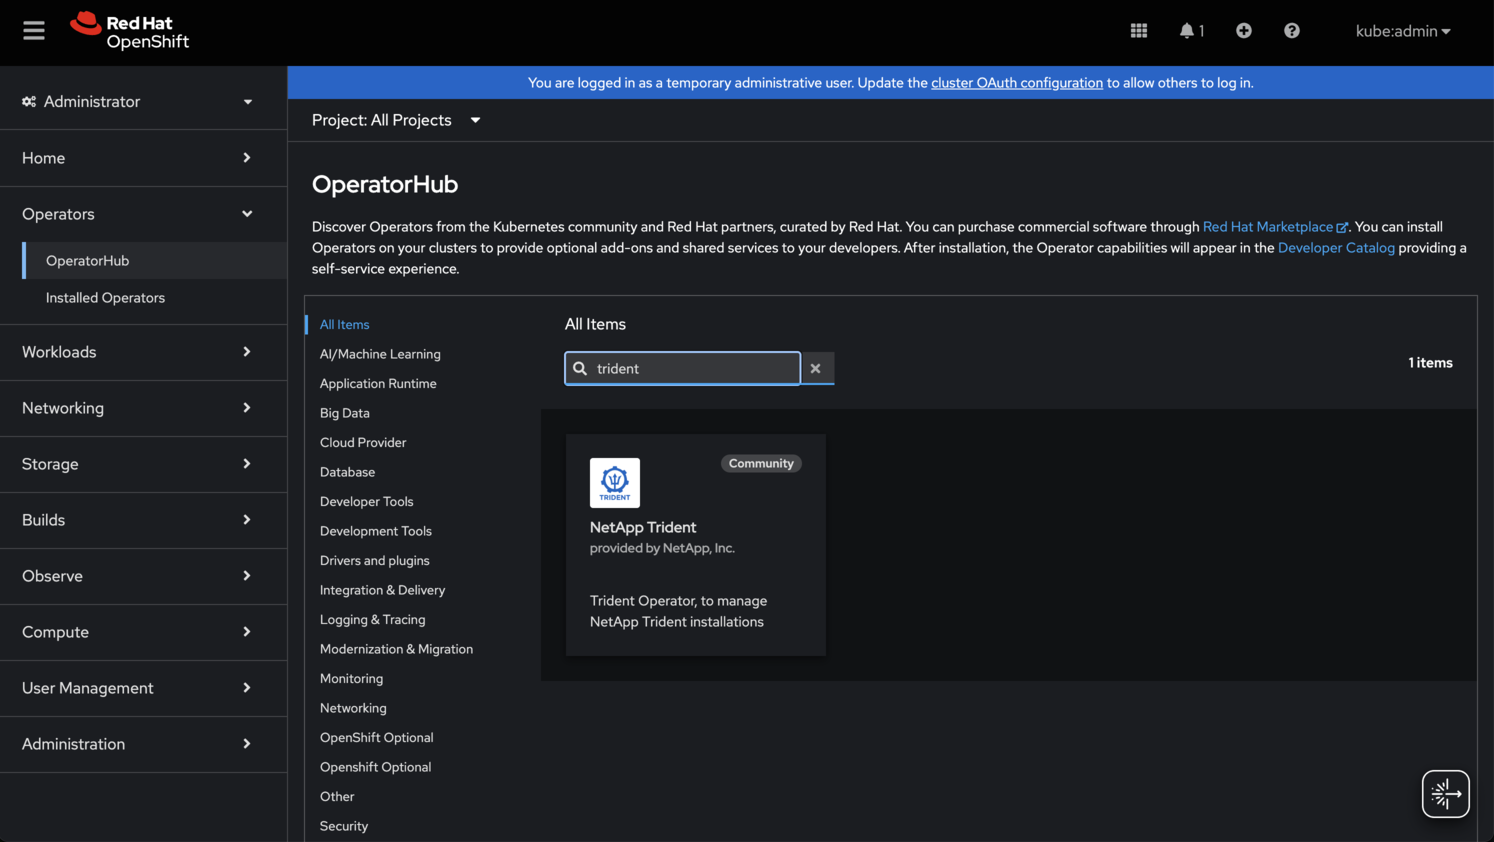 Red Hat
OpenShift
1
kube:admin
You are logged in as a temporary administrative user. Update the cluster OAuth configuration to allow others to log in.
Administrator
Home
Operators
OperatorHub
Installed Operators
Workloads
Networking
Storage
Builds
Observe
Compute
User Management
Administration
Project: All Projects
OperatorHub
Discover Operators from the Kubernetes community and Red Hat partners, curated by Red Hat. You can purchase commercial software through Red Hat Marketplace. You can install
Operators on your clusters to provide optional add-ons and shared services to your developers. After installation, the Operator capabilities will appear in the Developer Catalog providing a
self-service experience.
All Items
AI/Machine Learning
Application Runtime
Big Data
Cloud Provider
Database
Developer Tools
Development Tools
Drivers and plugins
Integration & Delivery
Logging & Tracing
Modernization & Migration
Monitoring
Networking
OpenShift Optional
Openshift Optional
Other
Security
All Items
trident
1 items
Community
TRIDENT
NetApp Trident
provided by NetApp, Inc.
Trident Operator, to manage
NetApp Trident installations